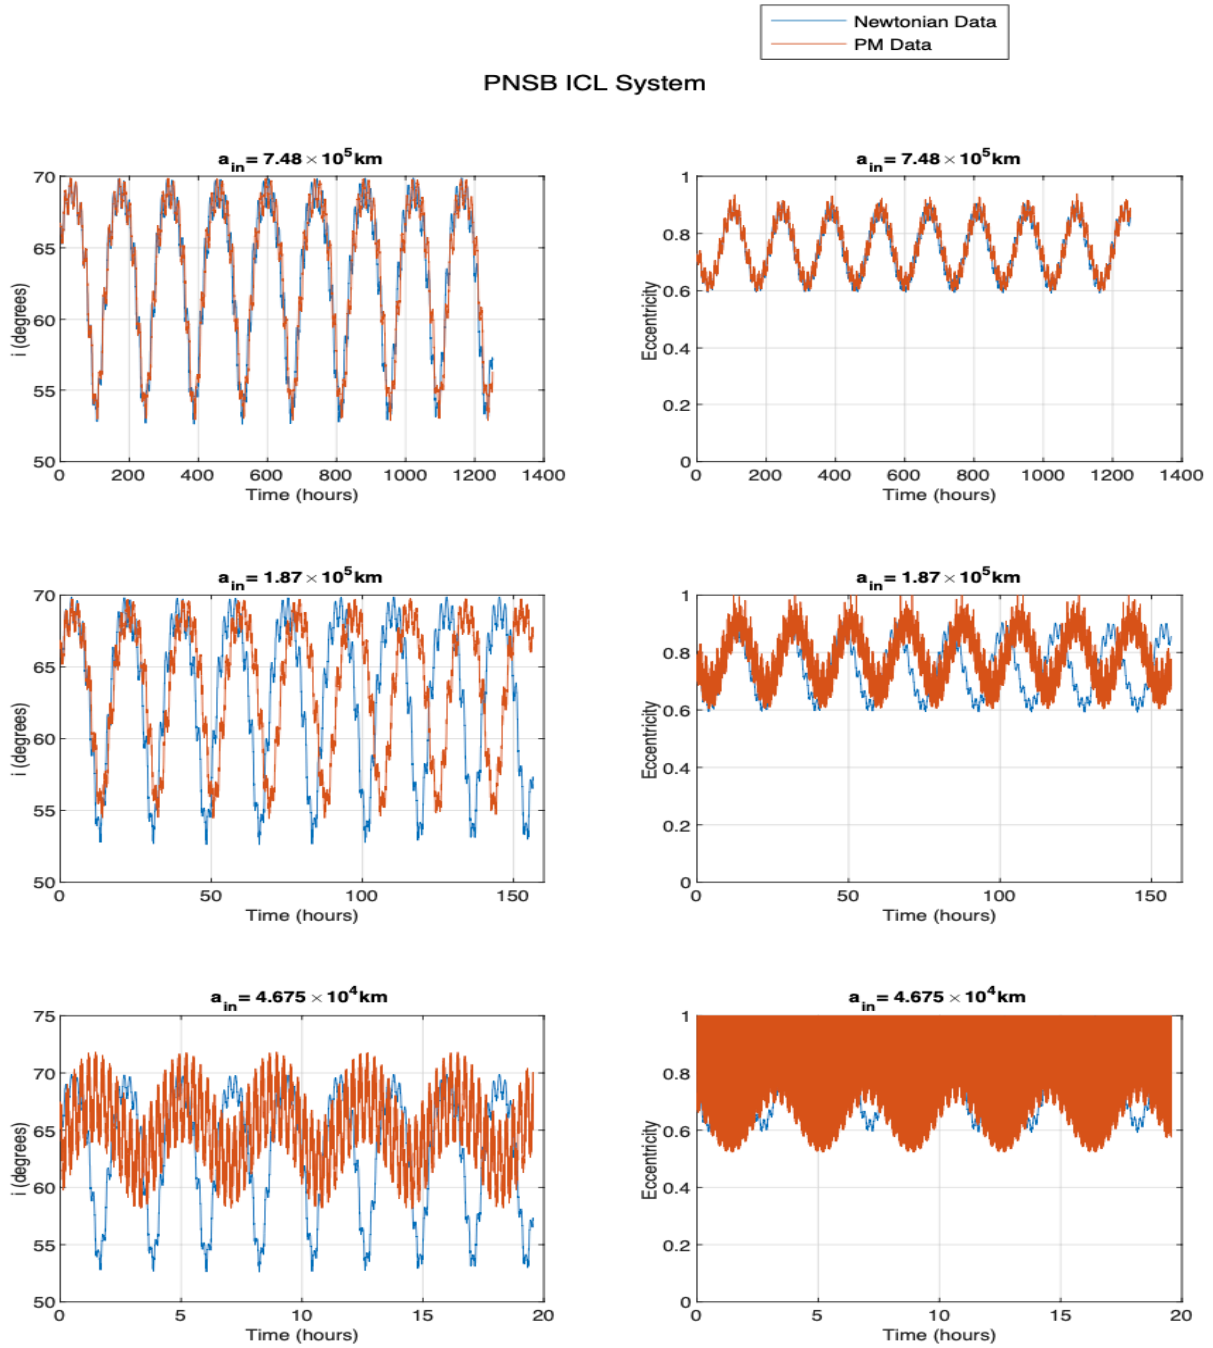 Newtonian Data
PM Data
PNSB ICL System
a_in = 7.48 × 10^5 km
70
65
60
55
50
i (degrees)
0 200 400 600 800 1000 1200 1400
Time (hours)
a_in = 7.48 × 10^5 km
1
0.8
0.6
0.4
0.2
0
Eccentricity
0 200 400 600 800 1000 1200 1400
Time (hours)
a_in = 1.87 × 10^5 km
70
65
60
55
50
i (degrees)
0 50 100 150
Time (hours)
a_in = 1.87 × 10^5 km
1
0.8
0.6
0.4
0.2
0
Eccentricity
0 50 100 150
Time (hours)
a_in = 4.675 × 10^4 km
75
70
65
60
55
50
i (degrees)
0 5 10 15 20
Time (hours)
a_in = 4.675 × 10^4 km
1
0.8
0.6
0.4
0.2
0
Eccentricity
0 5 10 15 20
Time (hours)